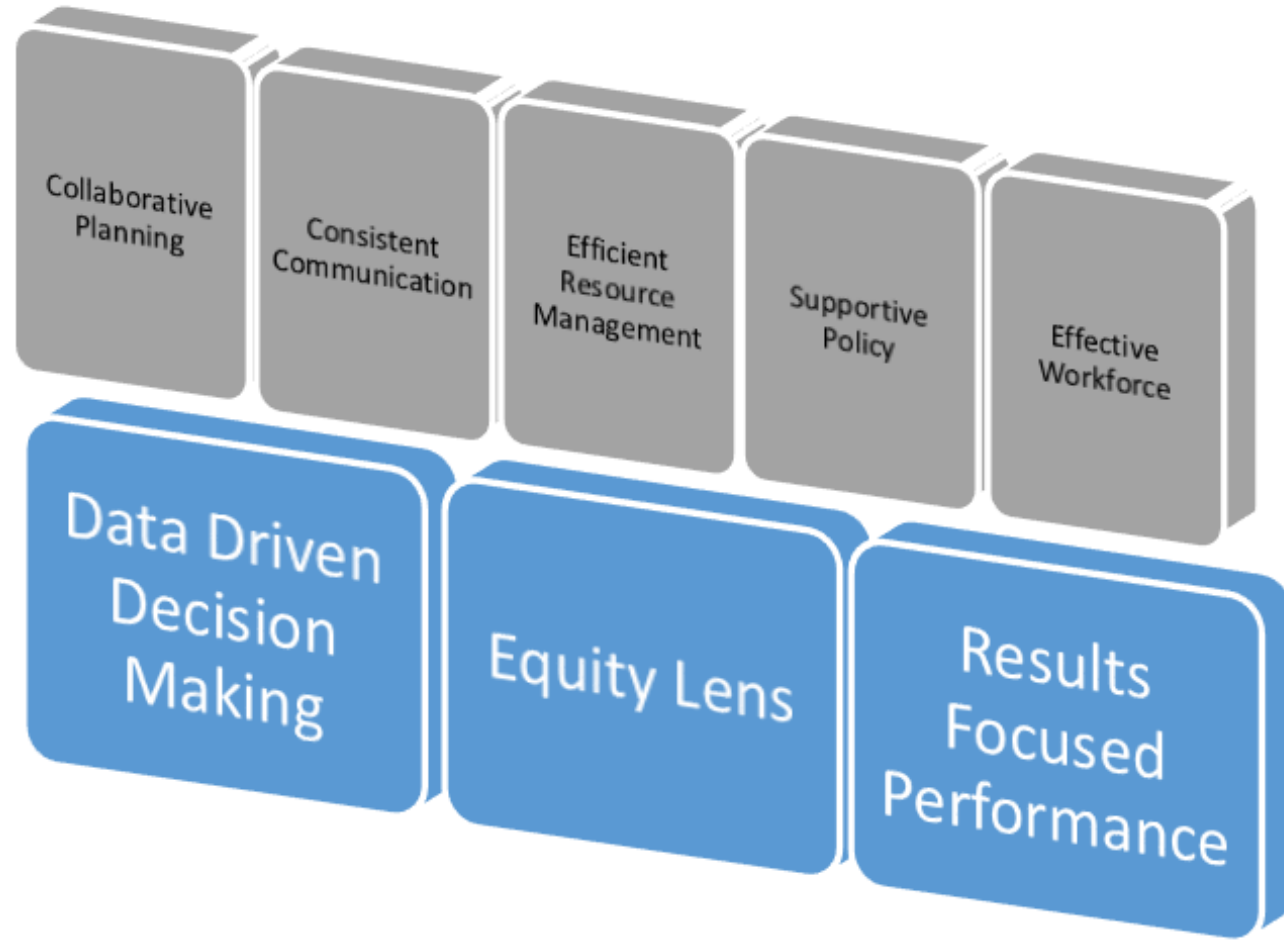 Collaborative
Planning
Consistent
Communication
Efficient
Resource
Management
Supportive
Policy
Effective
Workforce
Data Driven
Decision
Making
Equity Lens
Results
Focused
Performance